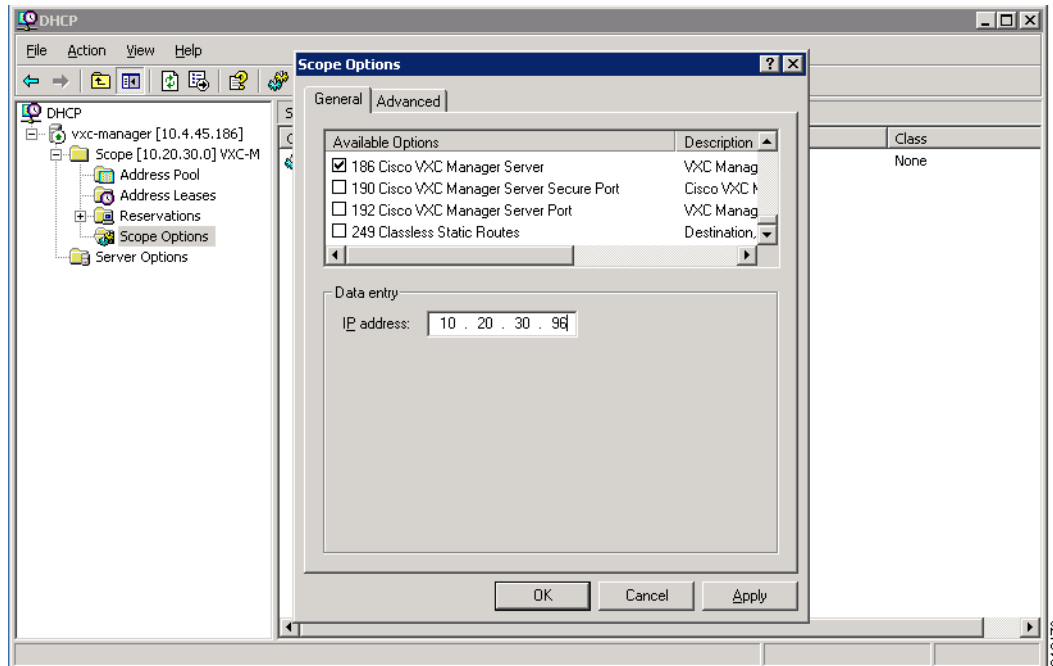 DHCP
File Action View Help
DHCP
vxc-manager [10.4.45.186]
Scope [10.20.30.0] VXC-M
Address Pool
Address Leases
Reservations
Scope Options
Server Options
Scope Options
General Advanced
Available Options Description
186 Cisco VXC Manager Server VXC Manag
190 Cisco VXC Manager Server Secure Port Cisco VXC M
192 Cisco VXC Manager Server Port VXC Manag
249 Classless Static Routes Destination,
Data entry
IP address: 10 . 20 . 30 . 96
OK Cancel Apply
Class
None